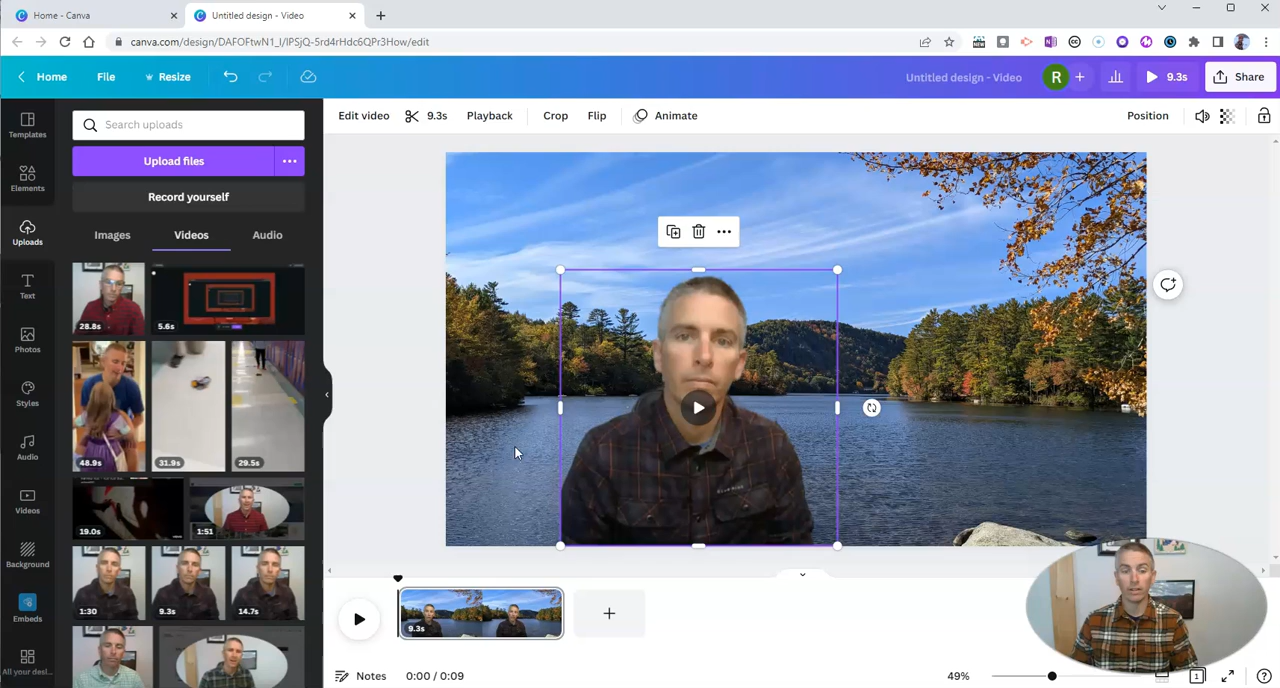 Home - Canva
Untitled design - Video
canva.com/design/DAFOFtwN1_I/IPSjQ-5rd4rHdc6QPr3How/edit
Home File Resize
Untitled design - Video
R
9.3s
Share
Templates
Elements
Uploads
Text
Photos
Styles
Audio
Videos
Background
Embeds
All your desi...
Search uploads
Upload files
Record yourself
Images Videos Audio
28.8s
5.6s
48.9s
31.9s
29.5s
19.0s
1:51
1:30
9.3s
14.7s
Edit video 9.3s Playback Crop Flip Animate Position
9.3s
Notes 0:00 / 0:09 49% 1